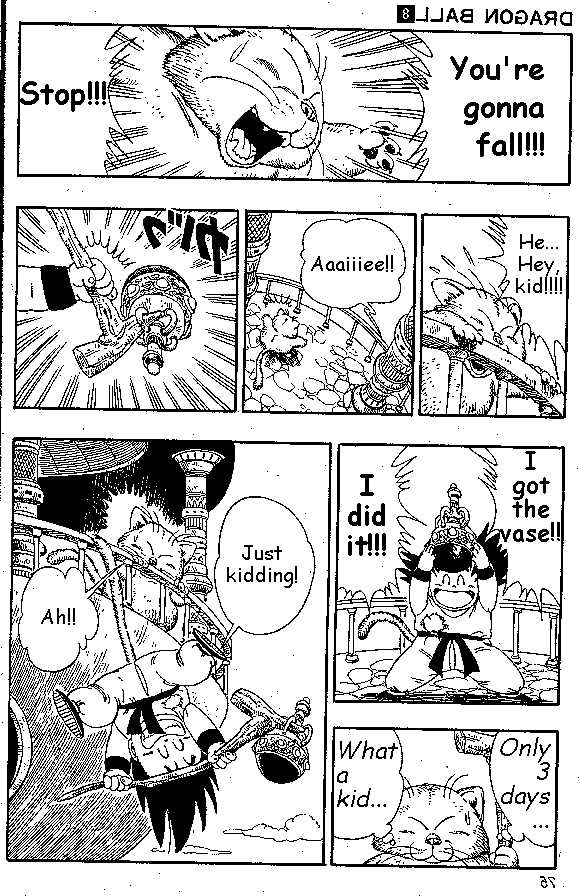 DRAGON BALL 8
Stop!!!
You're
gonna
fall!!!
Aaaiiiee!!
He...
Hey,
kid!!!!
Ah!!
Just
kidding!
I
did
it!!!
I
got
the
vase!!
What
a
kid...
Only
3
days
...
75